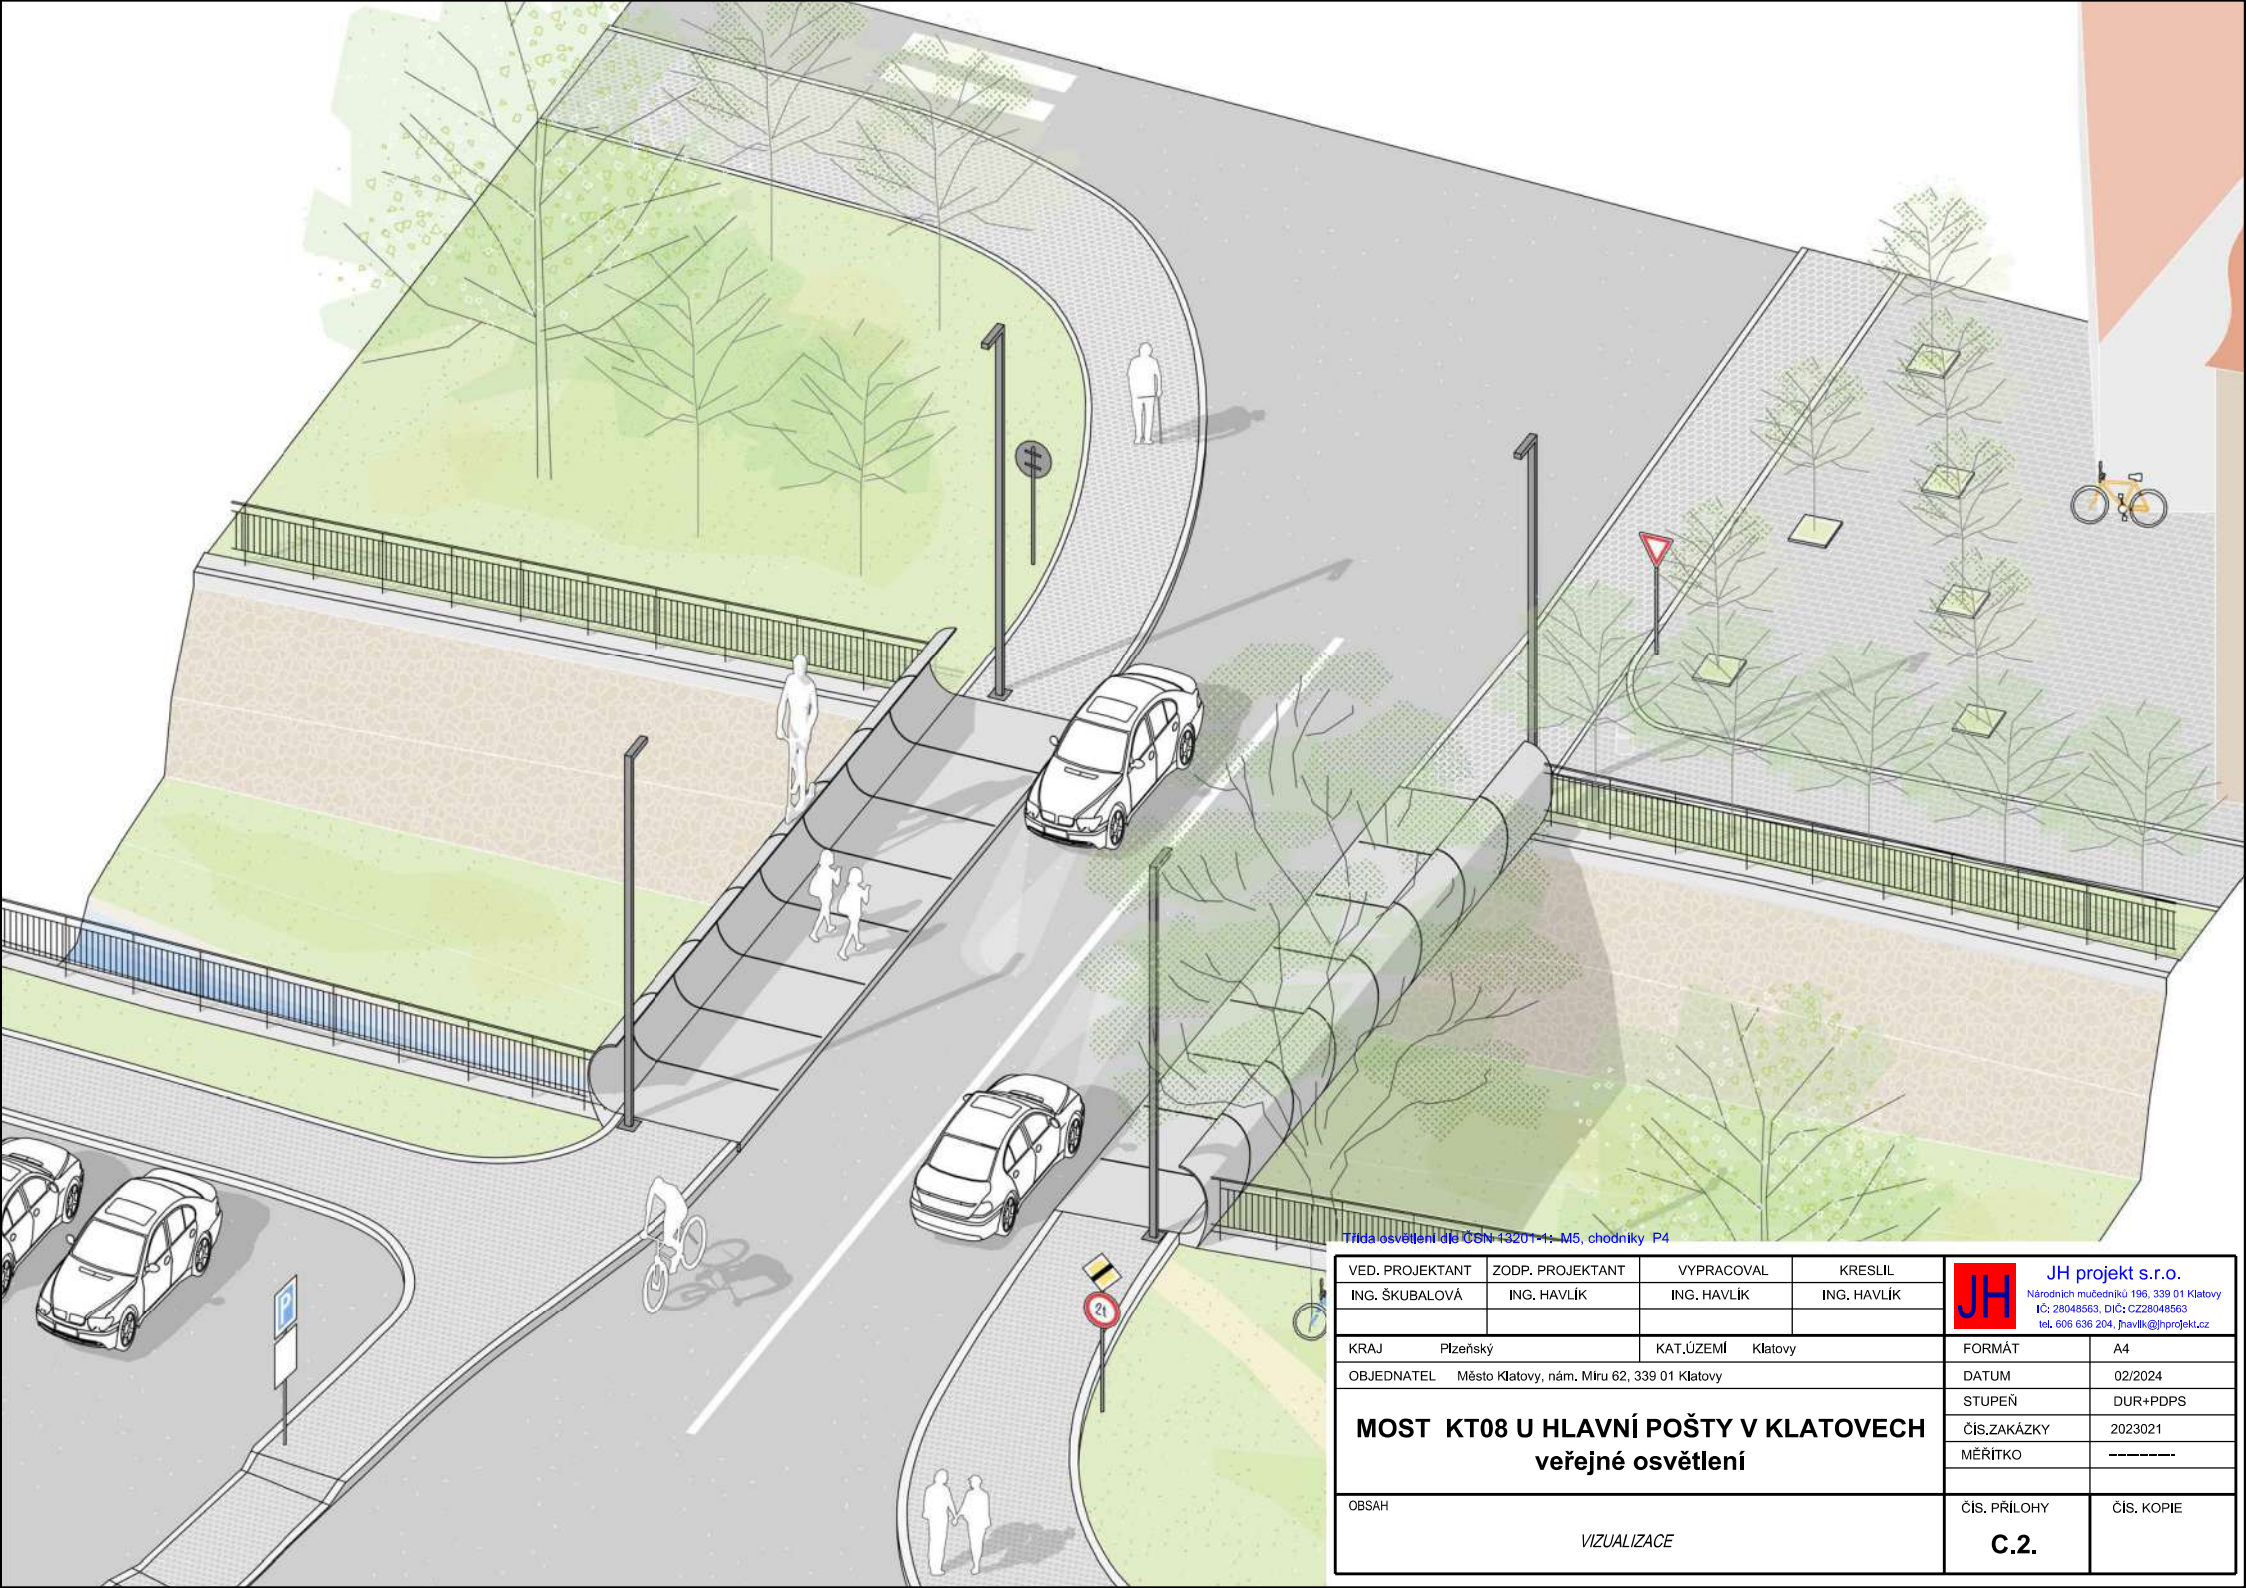 P
2t
Třída osvětlení dle ČSN 13201-1: M5, chodníky P4
VED. PROJEKTANT
ZODP. PROJEKTANT
VYPRACOVAL
KRESLIL
ING. ŠKUBALOVÁ
ING. HAVLÍK
ING. HAVLÍK
ING. HAVLÍK
JH
JH projekt s.r.o.
Národních mučedníků 196, 339 01 Klatovy
IČ: 28048563, DIČ: CZ28048563
tel. 606 636 204, jhavlik@jhprojekt.cz
KRAJ Plzeňský
KAT.ÚZEMÍ Klatovy
OBJEDNATEL Město Klatovy, nám. Míru 62, 339 01 Klatovy
FORMÁT A4
DATUM 02/2024
STUPEŇ DUR+PDPS
ČÍS.ZAKÁZKY 2023021
MĚŘÍTKO ----------
MOST KT08 U HLAVNÍ POŠTY V KLATOVECH
veřejné osvětlení
OBSAH
VIZUALIZACE
ČÍS. PŘÍLOHY
C.2.
ČÍS. KOPIE